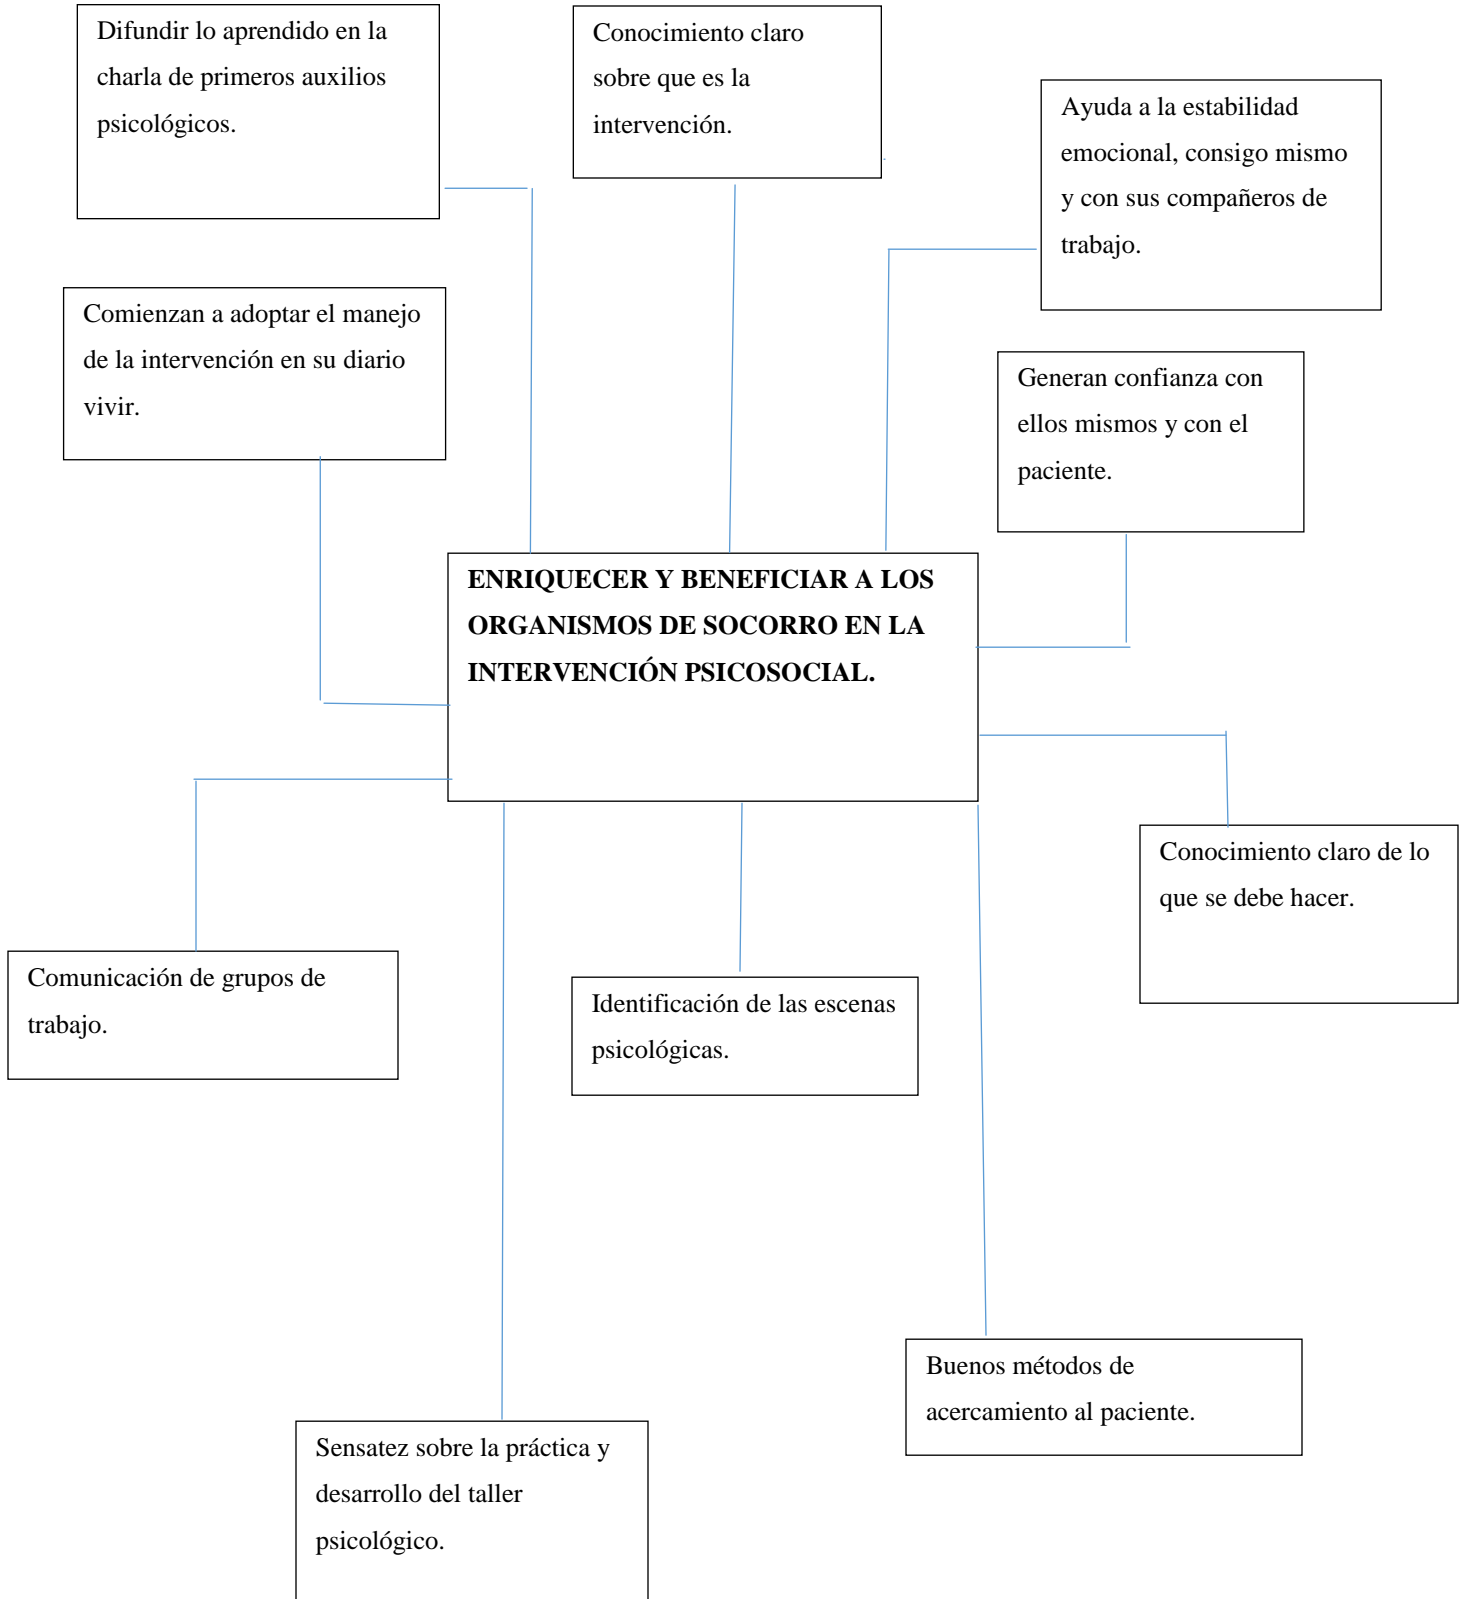 Difundir lo aprendido en la
charla de primeros auxilios
psicológicos.
Conocimiento claro
sobre que es la
intervención.
Ayuda a la estabilidad
emocional, consigo mismo
y con sus compañeros de
trabajo.
Comienzan a adoptar el manejo
de la intervención en su diario
vivir.
Generan confianza con
ellos mismos y con el
paciente.
ENRIQUECER Y BENEFICIAR A LOS
ORGANISMOS DE SOCORRO EN LA
INTERVENCIÓN PSICOSOCIAL.
Conocimiento claro de lo
que se debe hacer.
Comunicación de grupos de
trabajo.
Identificación de las escenas
psicológicas.
Buenos métodos de
acercamiento al paciente.
Sensatez sobre la práctica y
desarrollo del taller
psicológico.